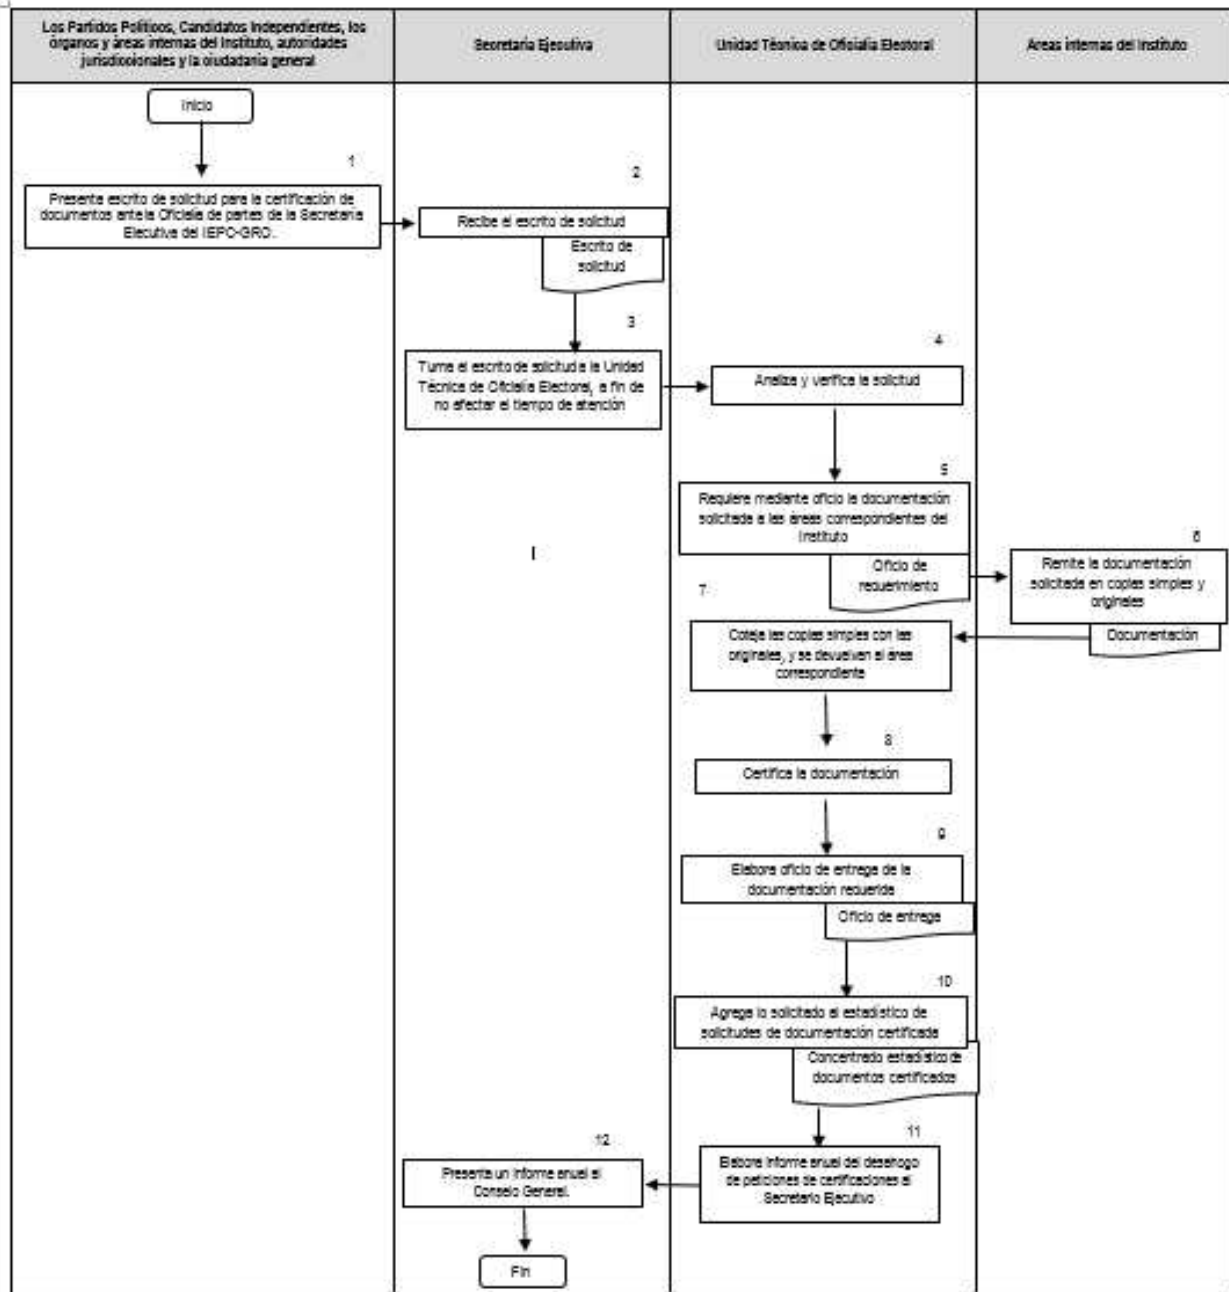 Los Partidos Políticos, Candidatos Independientes, los
órganos y áreas internas del Instituto, autoridades
jurisdiccionales y la ciudadanía general
Secretaría Ejecutiva
Unidad Técnica de Oficialía Electoral
Áreas internas del Instituto
Inicio
1
Presenta escrito de solicitud para la certificación de
documentos ante la Oficialía de partes de la Secretaría
Ejecutiva del IEPC-GRO.
2
Recibe el escrito de solicitud
Escrito de
solicitud
3
Turna el escrito de solicitud a la Unidad
Técnica de Oficialía Electoral, a fin de
no afectar el tiempo de atención
4
Analiza y verifica la solicitud
5
Requiere mediante oficio la documentación
solicitada a las áreas correspondientes del
Instituto
Oficio de
requerimiento
6
Remite la documentación
solicitada en copias simples y
originales
Documentación
7
Coteja las copias simples con las
originales, y se devuelven al área
correspondiente
8
Certifica la documentación
9
Elabora oficio de entrega de la
documentación requerida
Oficio de entrega
10
Agrega lo solicitado al estadístico de
solicitudes de documentación certificada
Concentrado estadístico de
documentos certificados
11
Elabora informe anual del desahogo
de peticiones de certificaciones al
Secretario Ejecutivo
12
Presenta un informe anual al
Consejo General.
Fin